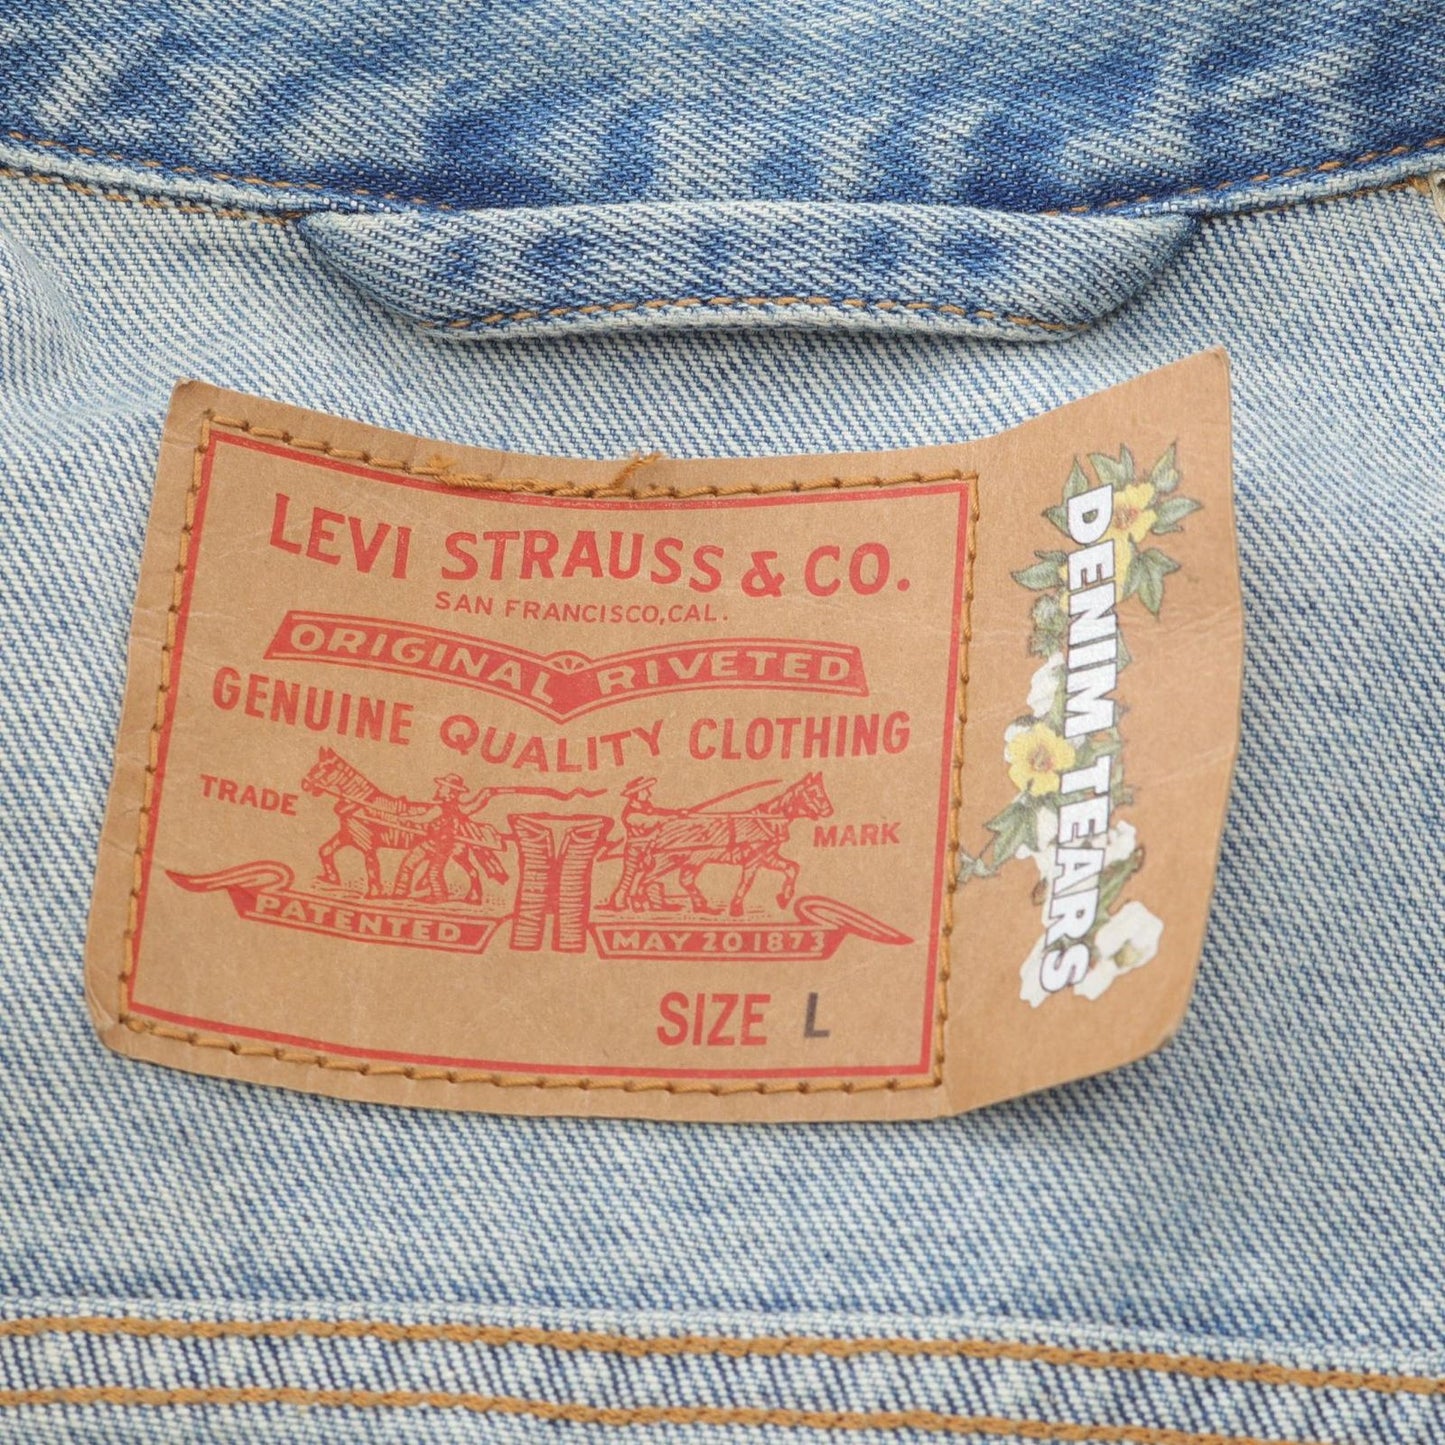 LEVI STRAUSS & CO.
SAN FRANCISCO, CAL.
ORIGINAL RIVETED
GENUINE QUALITY CLOTHING
TRADE MARK
PATENTED MAY 20 1873
SIZE L
DENIM TEARS